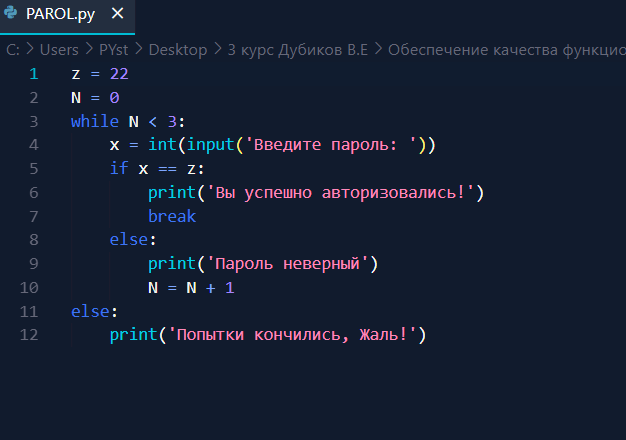 PAROL.py ×
C: > Users > PYst > Desktop > 3 курс Дубиков В.Е > Обеспечение качества функцио
1 z = 22
2 N = 0
3 while N < 3:
4     x = int(input('Введите пароль: '))
5     if x == z:
6         print('Вы успешно авторизовались!')
7         break
8     else:
9         print('Пароль неверный')
10         N = N + 1
11 else:
12     print('Попытки кончились, Жаль!')